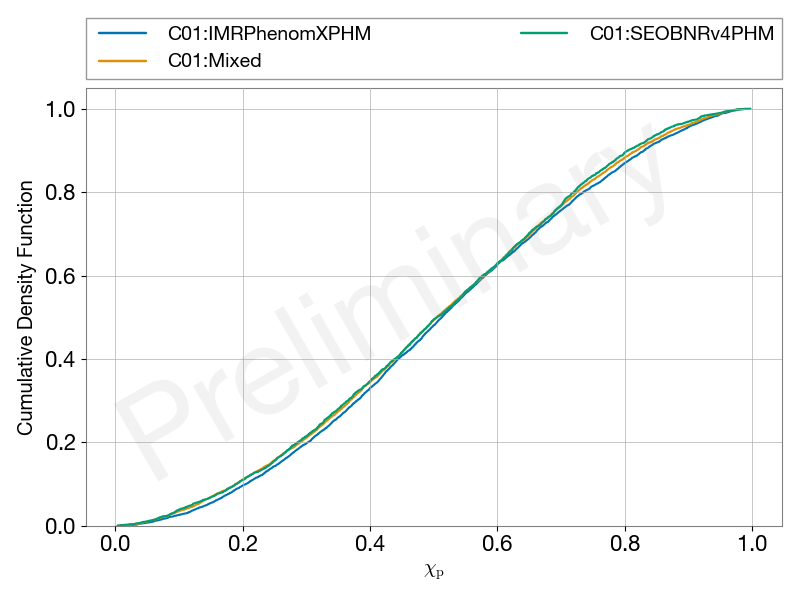 C01:IMRPhenomXPHM
C01:Mixed
C01:SEOBNRv4PHM
1.0
0.8
0.6
0.4
0.2
0.0
Cumulative Density Function
Preliminary
0.0 0.2 0.4 0.6 0.8 1.0
χp